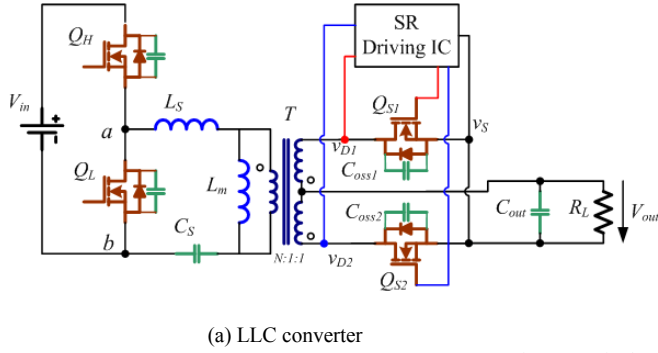 SR
Driving IC
Q_H
V_in
L_S
T
Q_S1
v_S
a
v_D1
Q_L
L_m
C_oss1
C_oss2
C_out
R_L
V_out
C_S
b
N:1:1
v_D2
Q_S2
(a) LLC converter